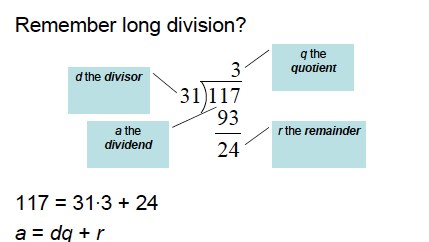 Remember long division?
d the divisor
q the
quotient
3
31)117
a the
dividend
93
r the remainder
24
117 = 31·3 + 24
a = dq + r